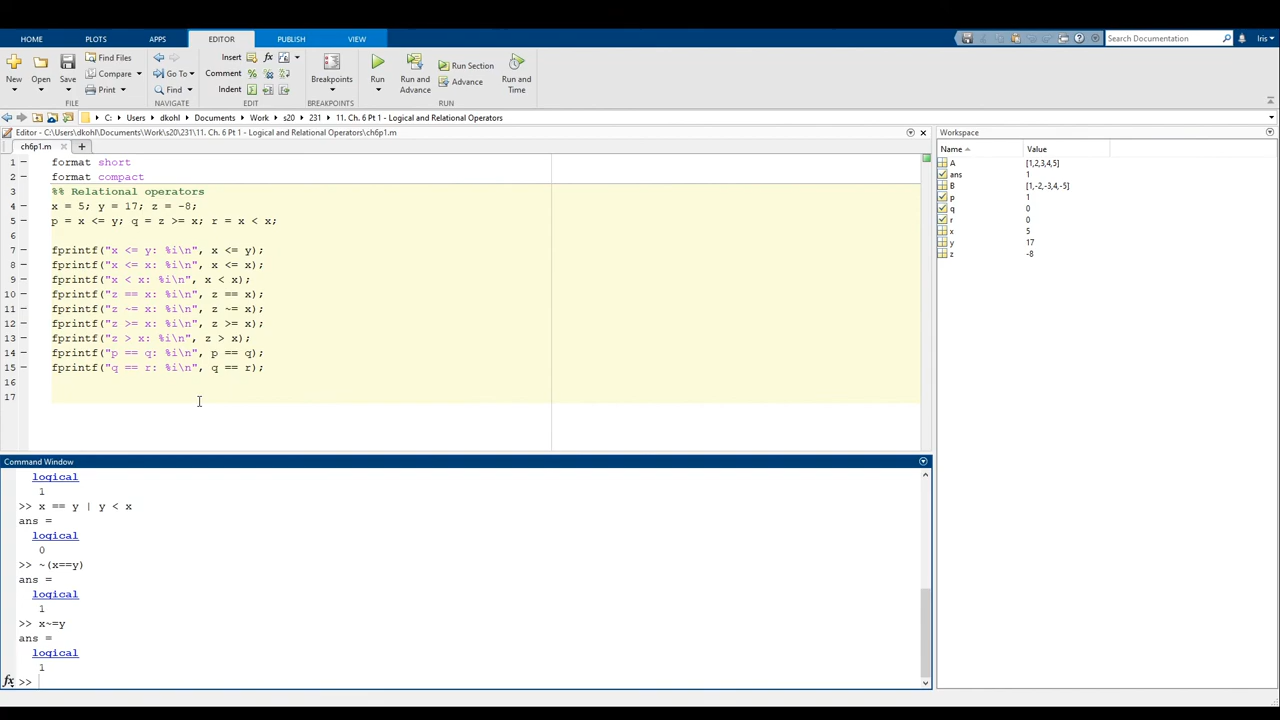 HOME PLOTS APPS EDITOR PUBLISH VIEW Search Documentation Iris
New Open Save Find Files Compare Print Go To Find Insert Comment Indent Breakpoints Run Run and Advance Run Section Advance Run and Time
FILE NAVIGATE EDIT BREAKPOINTS RUN
C: Users dkohl Documents Work s20 231 11. Ch. 6 Pt 1 - Logical and Relational Operators
Editor - C:\Users\dkohl\Documents\Work\s20\231\11. Ch. 6 Pt 1 - Logical and Relational Operators\ch6p1.m
ch6p1.m
1 format short
2 format compact
3 %% Relational operators
4 x = 5; y = 17; z = -8;
5 p = x <= y; q = z >= x; r = x < x;
6
7 fprintf("x <= y: %i\n", x <= y);
8 fprintf("x <= x: %i\n", x <= x);
9 fprintf("x < x: %i\n", x < x);
10 fprintf("z == x: %i\n", z == x);
11 fprintf("z ~= x: %i\n", z ~= x);
12 fprintf("z >= x: %i\n", z >= x);
13 fprintf("z > x: %i\n", z > x);
14 fprintf("p == q: %i\n", p == q);
15 fprintf("q == r: %i\n", q == r);
16
17
Command Window
logical
1
>> x == y | y < x
ans =
logical
0
>> ~(x==y)
ans =
logical
1
>> x~=y
ans =
logical
1
fx >>
Workspace
Name Value
A [1,2,3,4,5]
ans 1
B [1,-2,-3,4,-5]
p 1
q 0
r 0
x 5
y 17
z -8